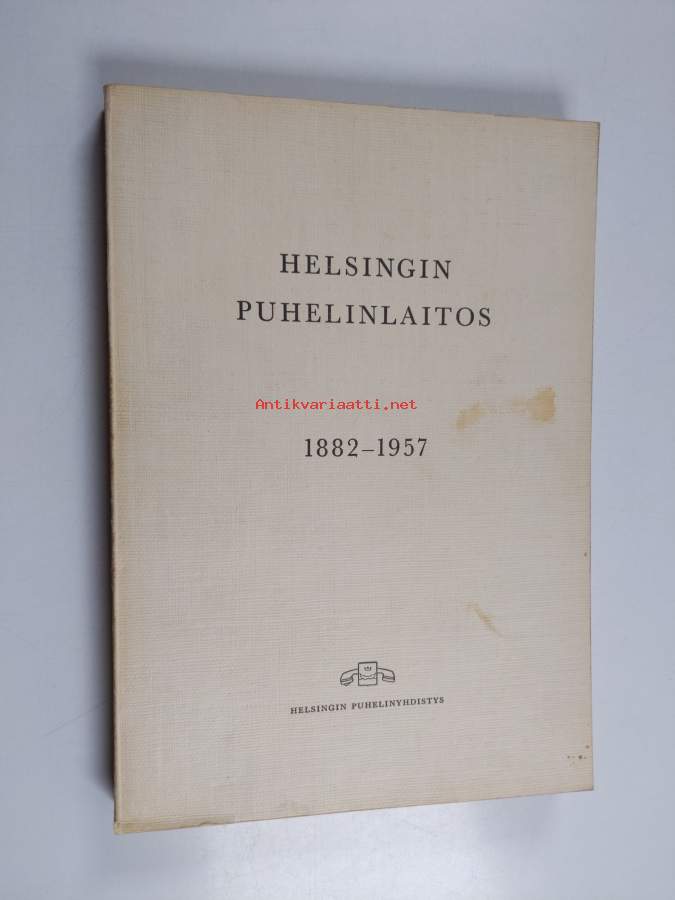 HELSINGIN
PUHELINLAITOS
Antikvariaatti.net
1882–1957
HELSINGIN PUHELINYHDISTYS